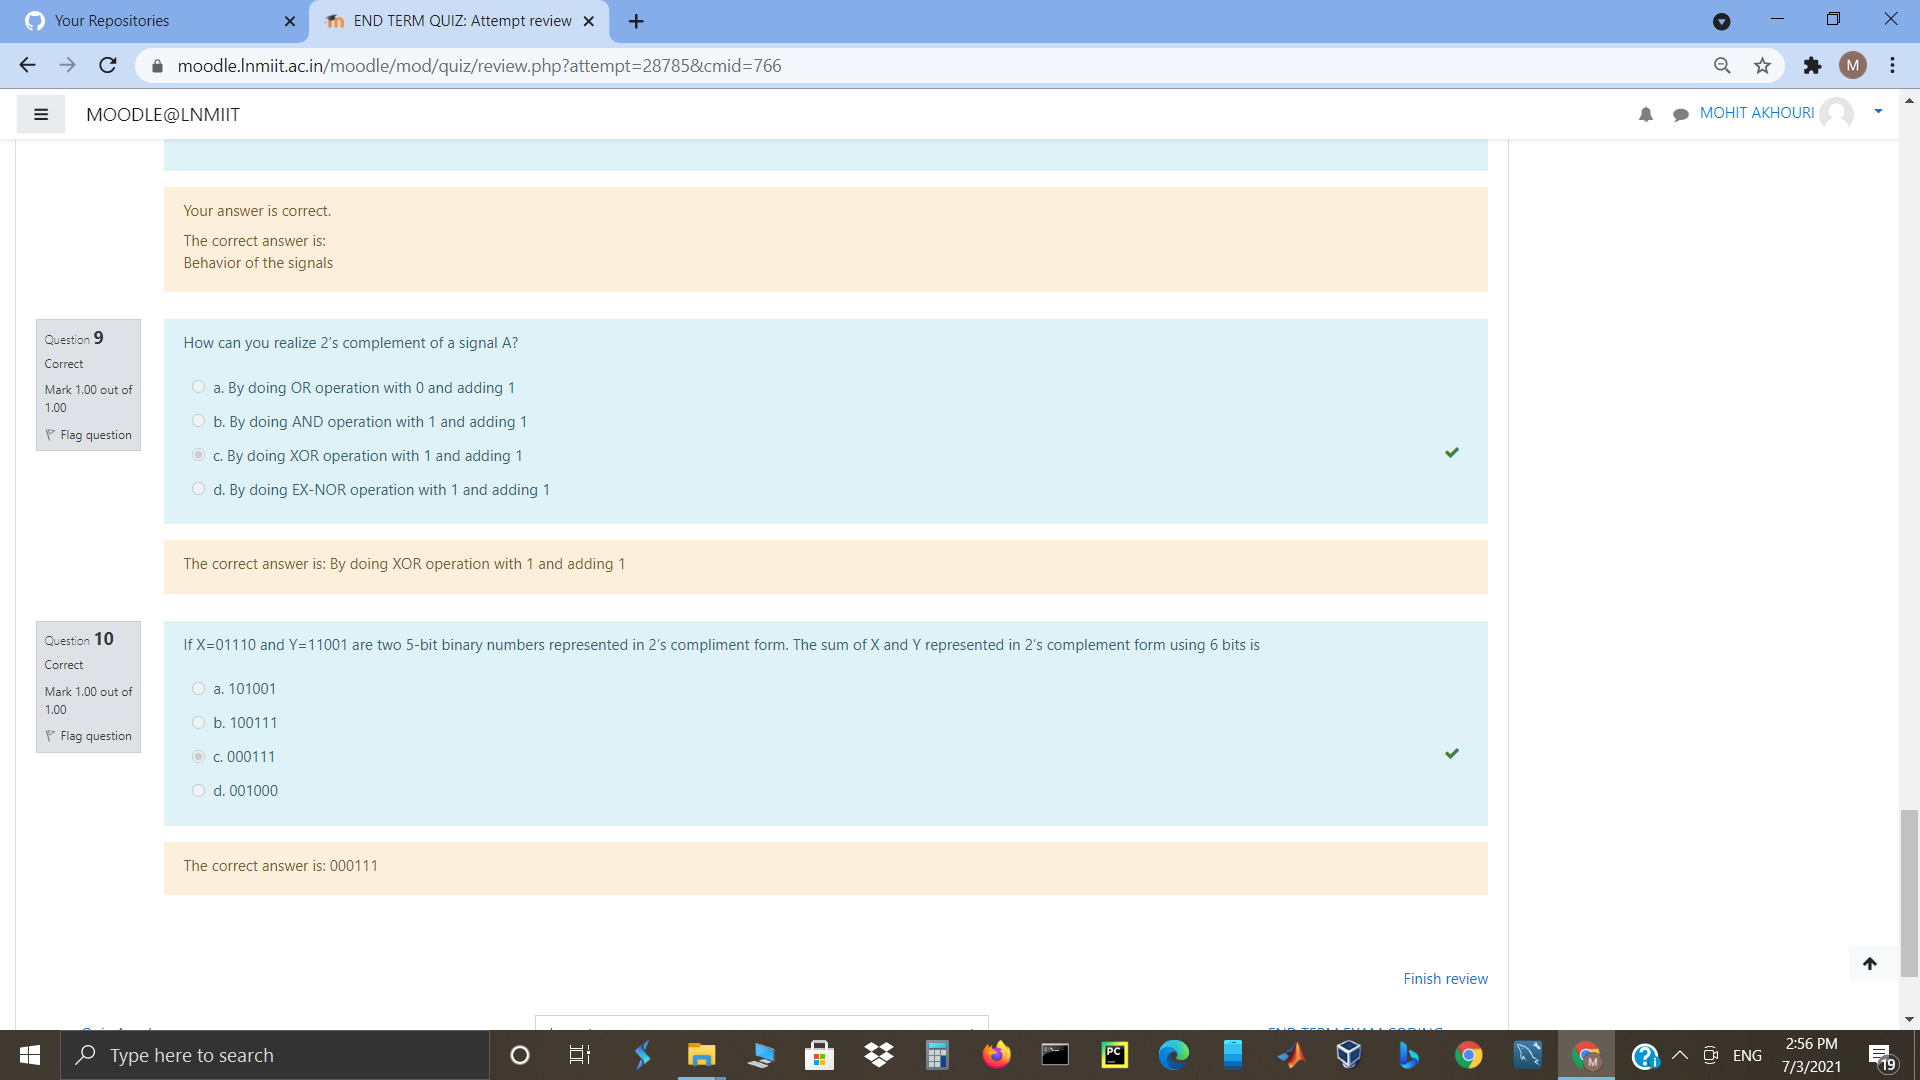 Your Repositories
END TERM QUIZ: Attempt review
moodle.lnmiit.ac.in/moodle/mod/quiz/review.php?attempt=28785&cmid=766
M
MOODLE@LNMIIT
MOHIT AKHOURI
Your answer is correct.
The correct answer is:
Behavior of the signals
Question 9
Correct
Mark 1.00 out of
1.00
Flag question
How can you realize 2's complement of a signal A?
a. By doing OR operation with 0 and adding 1
b. By doing AND operation with 1 and adding 1
c. By doing XOR operation with 1 and adding 1
d. By doing EX-NOR operation with 1 and adding 1
The correct answer is: By doing XOR operation with 1 and adding 1
Question 10
Correct
Mark 1.00 out of
1.00
Flag question
If X=01110 and Y=11001 are two 5-bit binary numbers represented in 2's compliment form. The sum of X and Y represented in 2's complement form using 6 bits is
a. 101001
b. 100111
c. 000111
d. 001000
The correct answer is: 000111
Finish review
END TERM EXAM CODING
Type here to search
PC
M
ENG
2:56 PM
7/3/2021
19